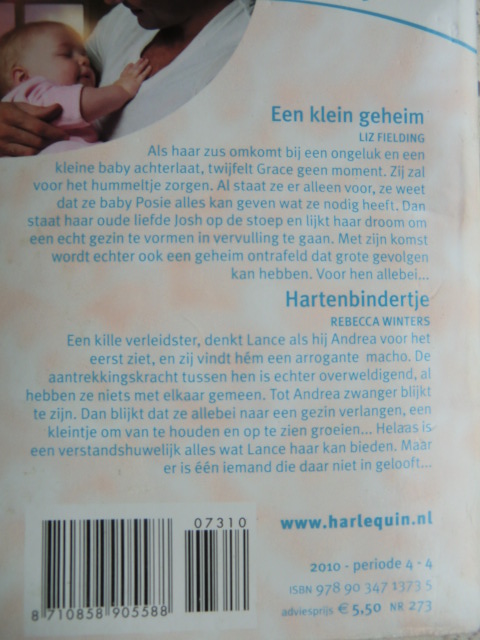 Een klein geheim
LIZ FIELDING
Als haar zus omkomt bij een ongeluk en een
kleine baby achterlaat, twijfelt Grace geen moment. Zij zal
voor het hummeltje zorgen. Al staat ze er alleen voor, ze weet
dat ze baby Posie alles kan geven wat ze nodig heeft. Dan
staat haar oude liefde Josh op de stoep en lijkt haar droom om
een echt gezin te vormen in vervulling te gaan. Met zijn komst
wordt echter ook een geheim ontrafeld dat grote gevolgen
kan hebben. Voor hen allebei...
Hartenbindertje
REBECCA WINTERS
Een kille verleidster, denkt Lance als hij Andrea voor het
eerst ziet, en zij vindt hém een arrogante macho. De
aantrekkingskracht tussen hen is echter overweldigend, al
hebben ze niets met elkaar gemeen. Tot Andrea zwanger blijkt
te zijn. Dan blijkt dat ze allebei naar een gezin verlangen, een
kleintje om van te houden en op te zien groeien... Helaas is
een verstandshuwelijk alles wat Lance haar kan bieden. Maar
er is één iemand die daar niet in gelooft...
07310
8 710858 905588
www.harlequin.nl
2010 - periode 4 - 4
ISBN 978 90 347 1373 5
adviesprijs € 5,50 NR 273